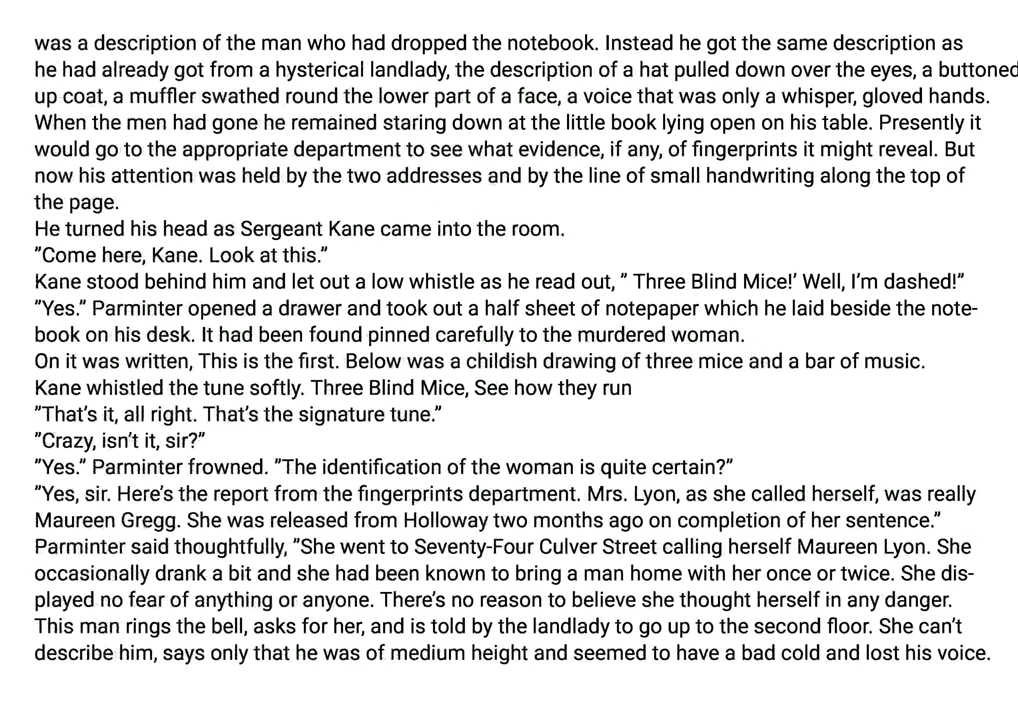 was a description of the man who had dropped the notebook. Instead he got the same description as
he had already got from a hysterical landlady, the description of a hat pulled down over the eyes, a buttoned
up coat, a muffler swathed round the lower part of a face, a voice that was only a whisper, gloved hands.
When the men had gone he remained staring down at the little book lying open on his table. Presently it
would go to the appropriate department to see what evidence, if any, of fingerprints it might reveal. But
now his attention was held by the two addresses and by the line of small handwriting along the top of
the page.
He turned his head as Sergeant Kane came into the room.
”Come here, Kane. Look at this.”
Kane stood behind him and let out a low whistle as he read out, ” Three Blind Mice!’ Well, I’m dashed!”
”Yes.” Parminter opened a drawer and took out a half sheet of notepaper which he laid beside the note-
book on his desk. It had been found pinned carefully to the murdered woman.
On it was written, This is the first. Below was a childish drawing of three mice and a bar of music.
Kane whistled the tune softly. Three Blind Mice, See how they run
”That’s it, all right. That’s the signature tune.”
”Crazy, isn’t it, sir?”
”Yes.” Parminter frowned. ”The identification of the woman is quite certain?”
”Yes, sir. Here’s the report from the fingerprints department. Mrs. Lyon, as she called herself, was really
Maureen Gregg. She was released from Holloway two months ago on completion of her sentence.”
Parminter said thoughtfully, ”She went to Seventy-Four Culver Street calling herself Maureen Lyon. She
occasionally drank a bit and she had been known to bring a man home with her once or twice. She dis-
played no fear of anything or anyone. There’s no reason to believe she thought herself in any danger.
This man rings the bell, asks for her, and is told by the landlady to go up to the second floor. She can’t
describe him, says only that he was of medium height and seemed to have a bad cold and lost his voice.